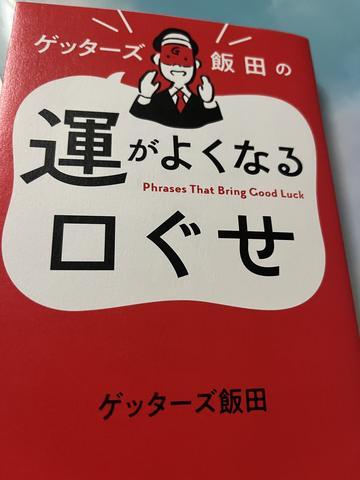 ゲッターズ 飯田の
G
運がよくなる
Phrases That Bring Good Luck
口ぐせ
ゲッターズ飯田